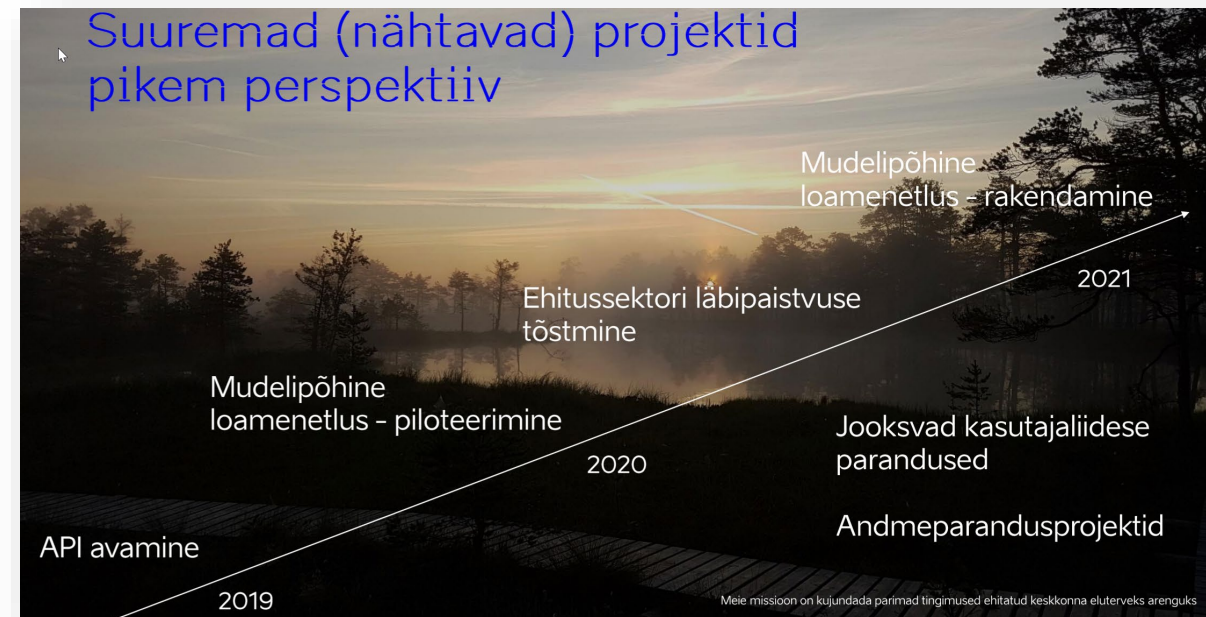 Suuremad (nähtavad) projektid
pikem perspektiiv
Mudelipõhine
loamenetlus - rakendamine
2021
Ehitussektori läbipaistvuse
tõstmine
Mudelipõhine
loamenetlus - piloteerimine
2020
Jooksvad kasutajaliidese
parandused
Andmeparandusprojektid
API avamine
2019
Meie missioon on kujundada parimad tingimused ehitatud keskkonna eluterveks arenguks